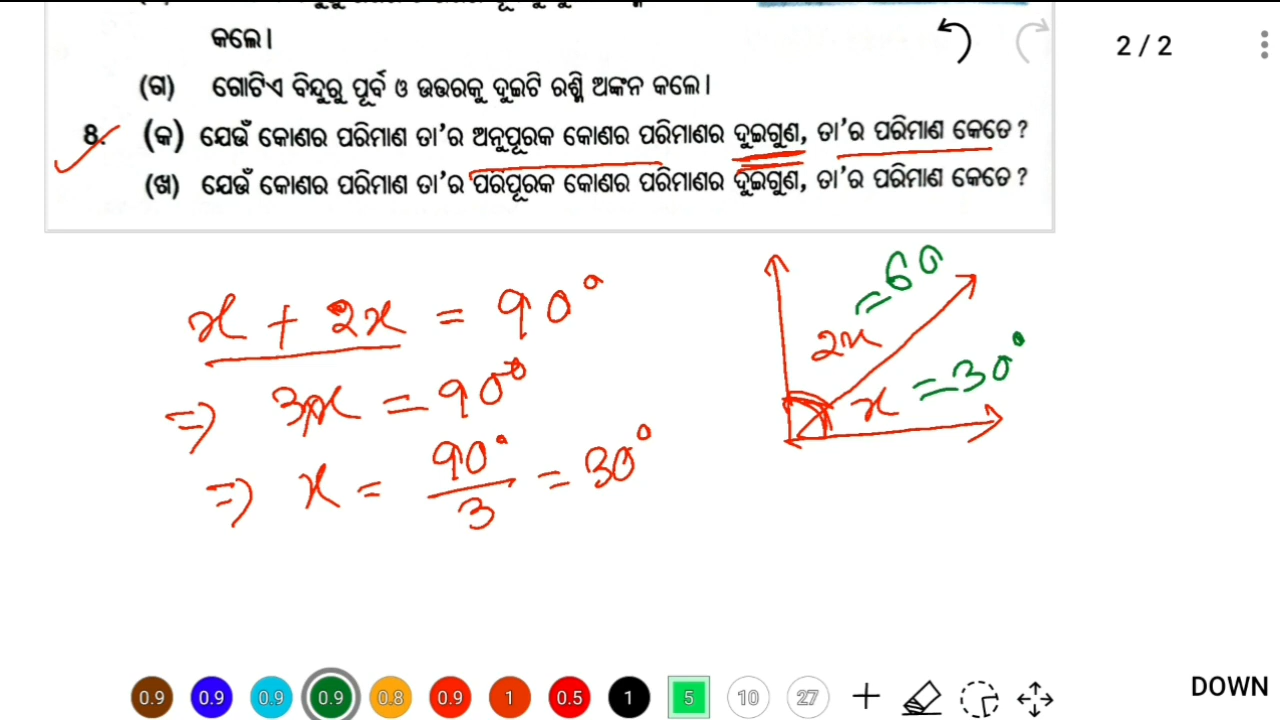 2 / 2
କଲେ।
(ଗ) ଗୋଟିଏ ବିନ୍ଦୁରୁ ପୂର୍ବ ଓ ଉତ୍ତରକୁ ଦୁଇଟି ରଶ୍ମି ଅଙ୍କନ କଲେ।
8. (କ) ଯେଉଁ କୋଣର ପରିମାଣ ତା’ର ଅନୁପୂରକ କୋଣର ପରିମାଣର ଦୁଇଗୁଣ, ତା’ର ପରିମାଣ କେତେ ?
(ଖ) ଯେଉଁ କୋଣର ପରିମାଣ ତା’ର ପରିପୂରକ କୋଣର ପରିମାଣର ଦୁଇଗୁଣ, ତା’ର ପରିମାଣ କେତେ ?
x + 2x = 90°
⇒ 3x = 90°
⇒ x = 90°/3 = 30°
2x = 60
x = 30°
0.9 0.9 0.9 0.9 0.8 0.9 1 0.5 1 5 10 27
DOWN